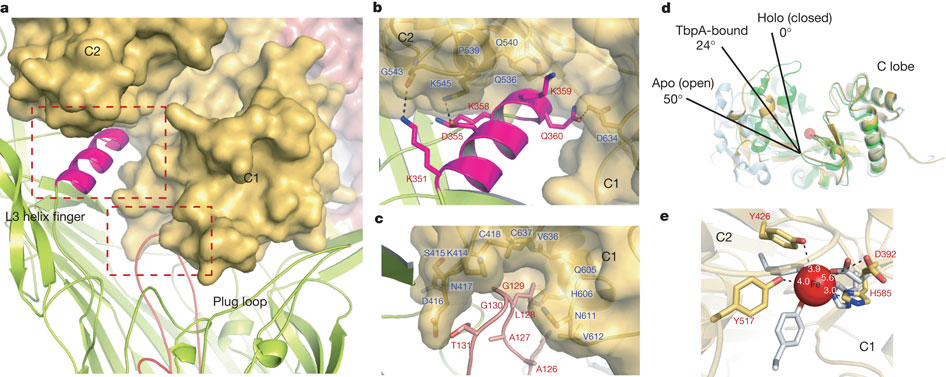 a
C2
C1
L3 helix finger
Plug loop
b
C2
P539
Q540
G543
K545
Q536
K359
K358
D355
Q360
D634
K351
C1
c
C418
C637
V636
S415
K414
C1
Q605
N417
G129
H606
D416
G130
L128
N611
T131
A127
V612
A126
d
Holo (closed)
0°
TbpA-bound
24°
Apo (open)
50°
C lobe
e
Y426
C2
D392
3.9
5.6
4.0
Fe
3.0
H585
Y517
C1